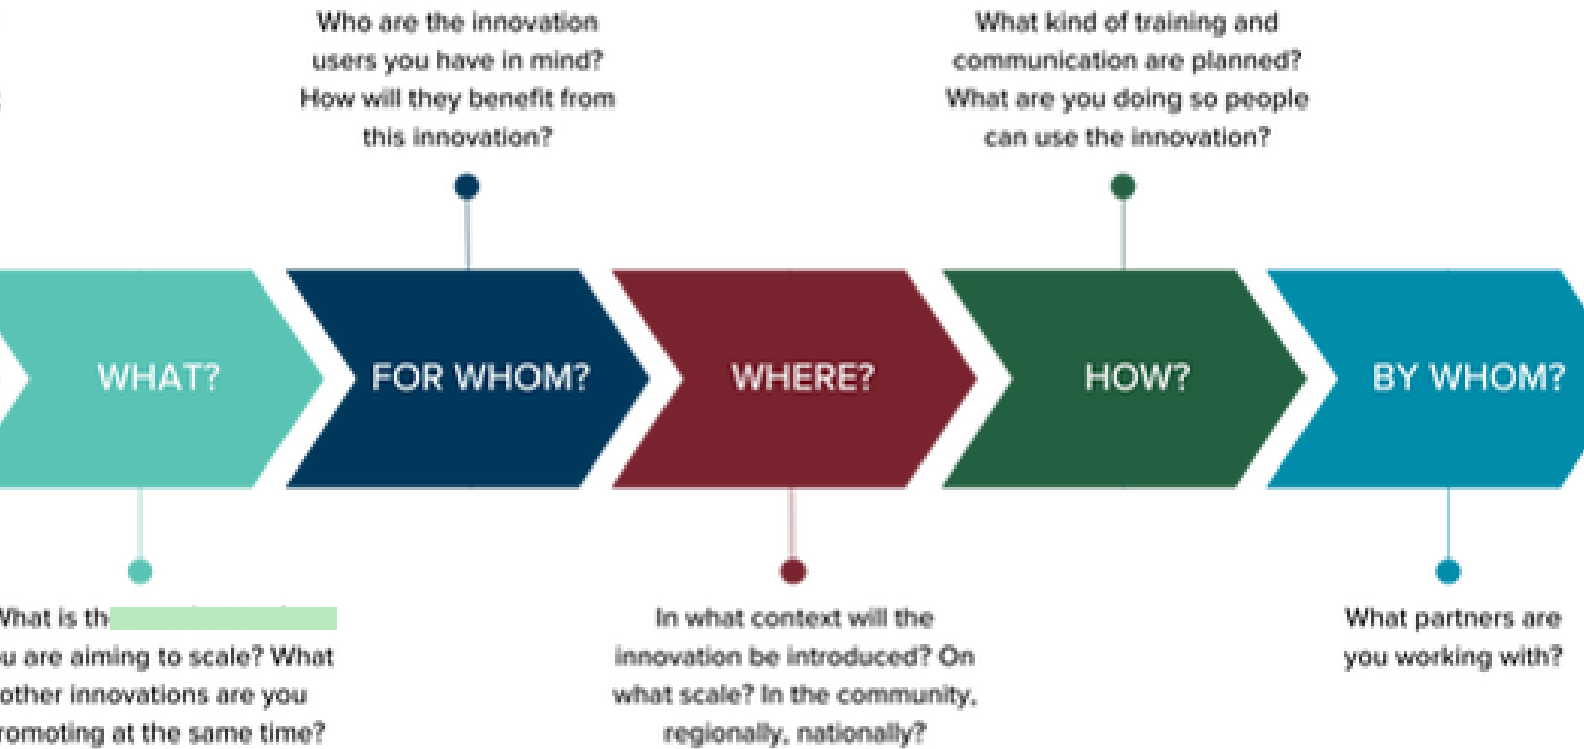 Who are the innovation
users you have in mind?
How will they benefit from
this innovation?
What kind of training and
communication are planned?
What are you doing so people
can use the innovation?
WHAT?
FOR WHOM?
WHERE?
HOW?
BY WHOM?
What is
u are aiming to scale? What
other innovations are you
romoting at the same time?
In what context will the
innovation be introduced? On
what scale? In the community,
regionally, nationally?
What partners are
you working with?